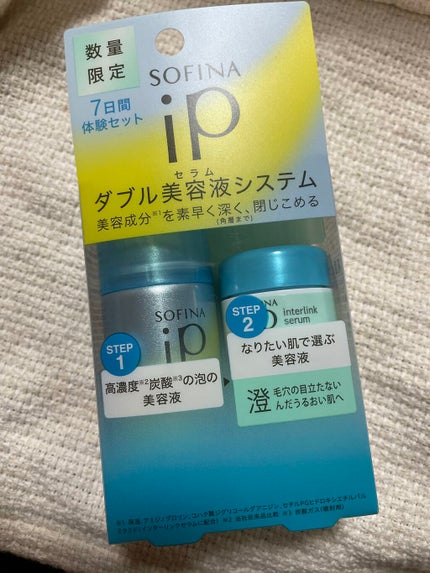 数量
限定
SOFINA
iP
7日間
体験セット
セラム
ダブル美容液システム
美容成分※1を素早く深く、閉じこめる
(角層まで)
SOFINA
iP
STEP
1
高濃度※2炭酸※3の泡の
美容液
interlink
serum
STEP
2
なりたい肌で選ぶ
美容液
澄 毛穴の目立たない
んだうるおい肌へ